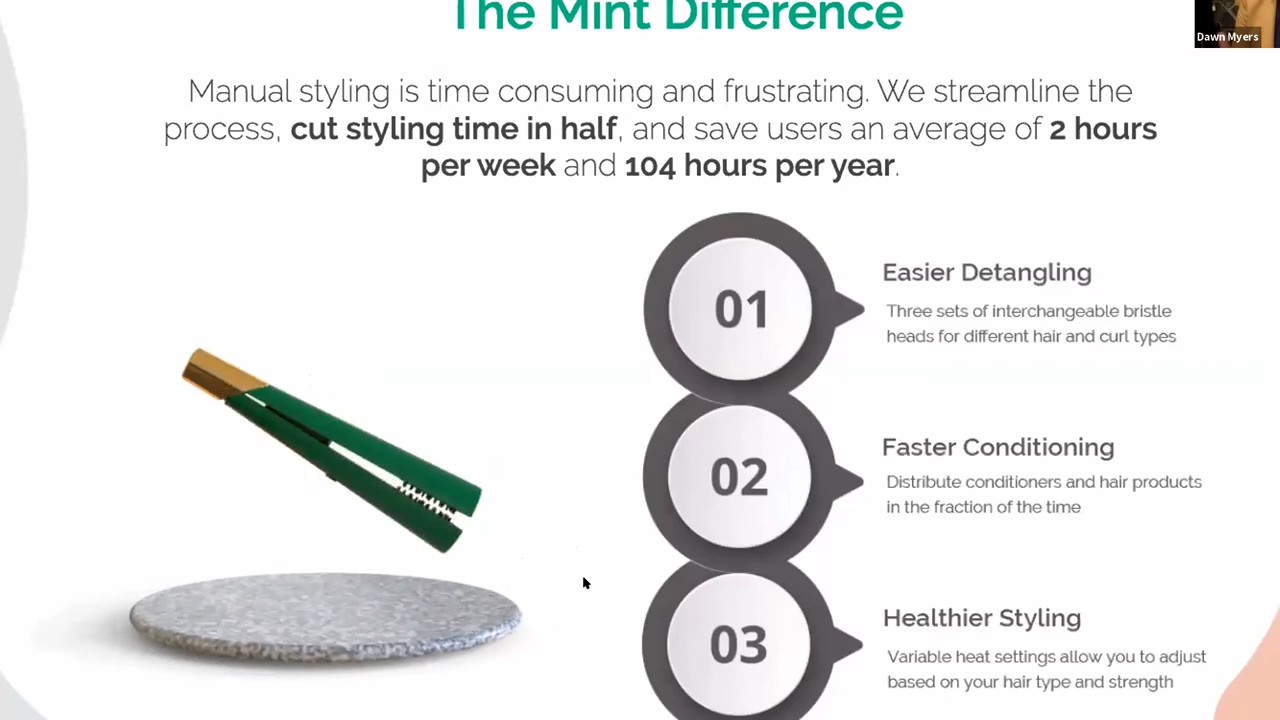 The Mint Difference
Dawn Myers
Manual styling is time consuming and frustrating. We streamline the
process, cut styling time in half, and save users an average of 2 hours
per week and 104 hours per year.
01
Easier Detangling
Three sets of interchangeable bristle
heads for different hair and curl types
02
Faster Conditioning
Distribute conditioners and hair products
in the fraction of the time
03
Healthier Styling
Variable heat settings allow you to adjust
based on your hair type and strength